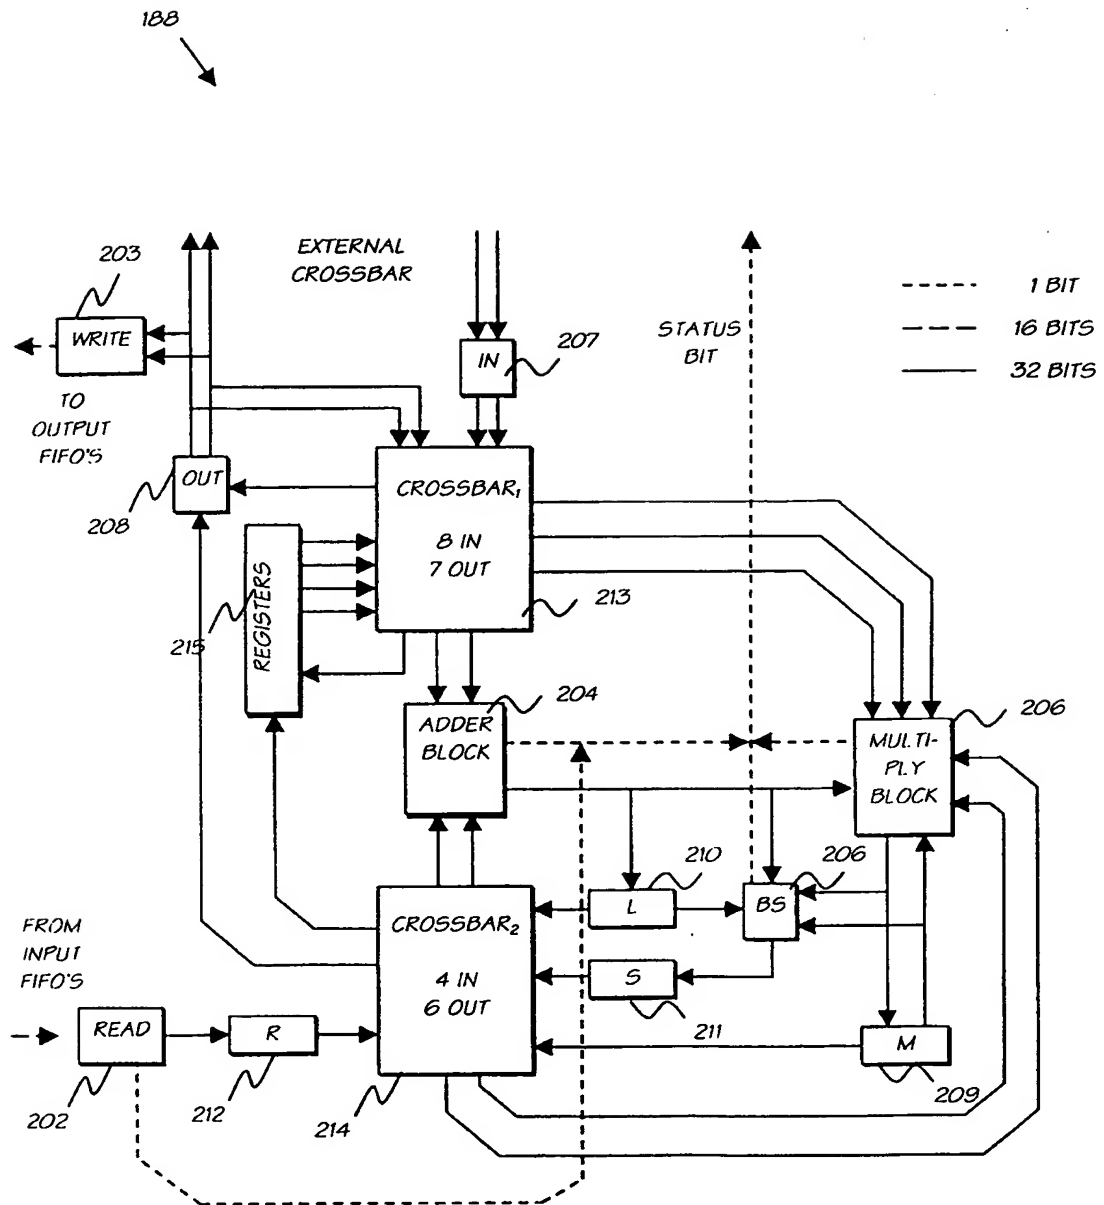 188
203
WRITE
EXTERNAL
CROSSBAR
1 BIT
16 BITS
32 BITS
STATUS
BIT
207
IN
TO
OUTPUT
FIFO'S
OUT
208
CROSSBAR₁
8 IN
7 OUT
213
REGISTERS
215
204
ADDER
BLOCK
206
MULTI-
PLY
BLOCK
210
L
206
BS
FROM
INPUT
FIFO'S
CROSSBAR₂
4 IN
6 OUT
S
211
READ
R
M
202
212
214
209